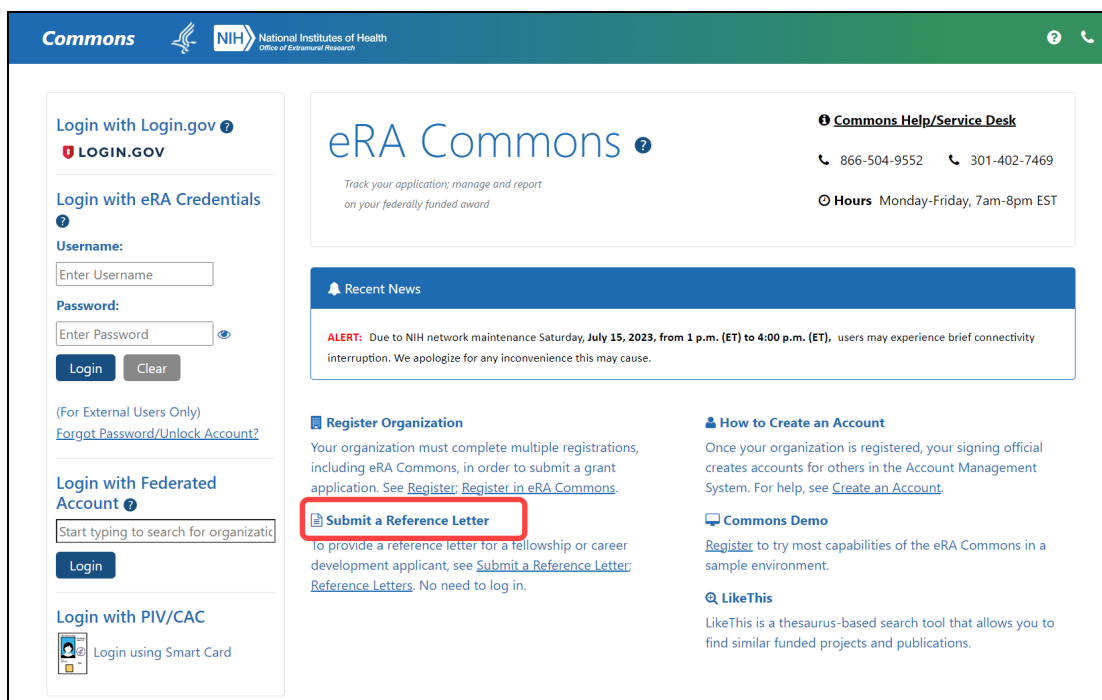 Commons
NIH
National Institutes of Health
Office of Extramural Research
Login with Login.gov
LOGIN.GOV
Login with eRA Credentials
Username:
Enter Username
Password:
Enter Password
Login
Clear
(For External Users Only)
Forgot Password/Unlock Account?
Login with Federated
Account
Start typing to search for organizatic
Login
Login with PIV/CAC
Login using Smart Card
eRA Commons
Track your application; manage and report
on your federally funded award
Commons Help/Service Desk
866-504-9552 301-402-7469
Hours Monday-Friday, 7am-8pm EST
Recent News
ALERT: Due to NIH network maintenance Saturday, July 15, 2023, from 1 p.m. (ET) to 4:00 p.m. (ET), users may experience brief connectivity
interruption. We apologize for any inconvenience this may cause.
Register Organization
Your organization must complete multiple registrations,
including eRA Commons, in order to submit a grant
application. See Register; Register in eRA Commons.
Submit a Reference Letter
To provide a reference letter for a fellowship or career
development applicant, see Submit a Reference Letter;
Reference Letters. No need to log in.
How to Create an Account
Once your organization is registered, your signing official
creates accounts for others in the Account Management
System. For help, see Create an Account.
Commons Demo
Register to try most capabilities of the eRA Commons in a
sample environment.
LikeThis
LikeThis is a thesaurus-based search tool that allows you to
find similar funded projects and publications.